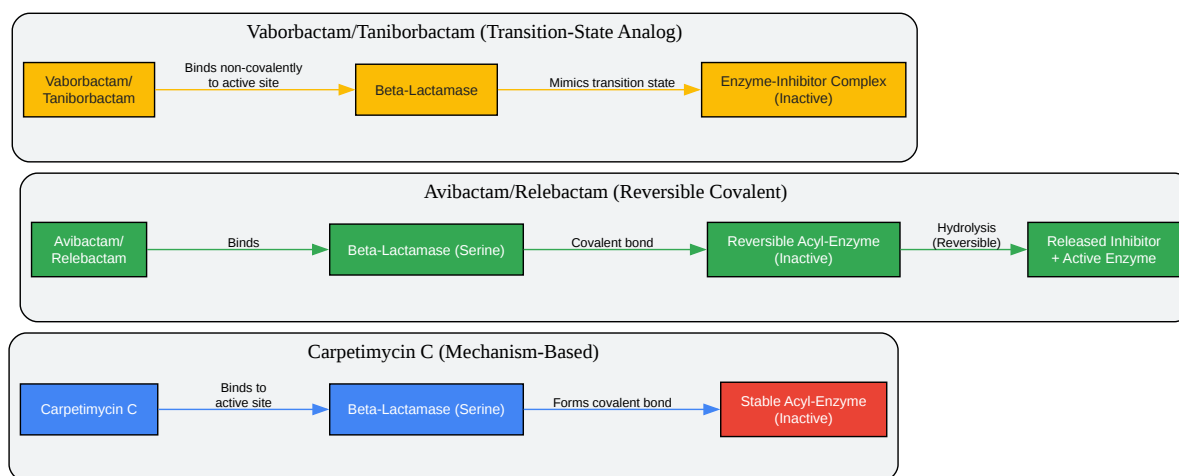 Vaborbactam/Taniborbactam (Transition-State Analog)
Vaborbactam/
Taniborbactam
Binds non-covalently
to active site
Beta-Lactamase
Mimics transition state
Enzyme-Inhibitor Complex
(Inactive)
Avibactam/Relebactam (Reversible Covalent)
Avibactam/
Relebactam
Binds
Beta-Lactamase (Serine)
Covalent bond
Reversible Acyl-Enzyme
(Inactive)
Hydrolysis
(Reversible)
Released Inhibitor
+ Active Enzyme
Carpetimycin C (Mechanism-Based)
Carpetimycin C
Binds to
active site
Beta-Lactamase (Serine)
Forms covalent bond
Stable Acyl-Enzyme
(Inactive)